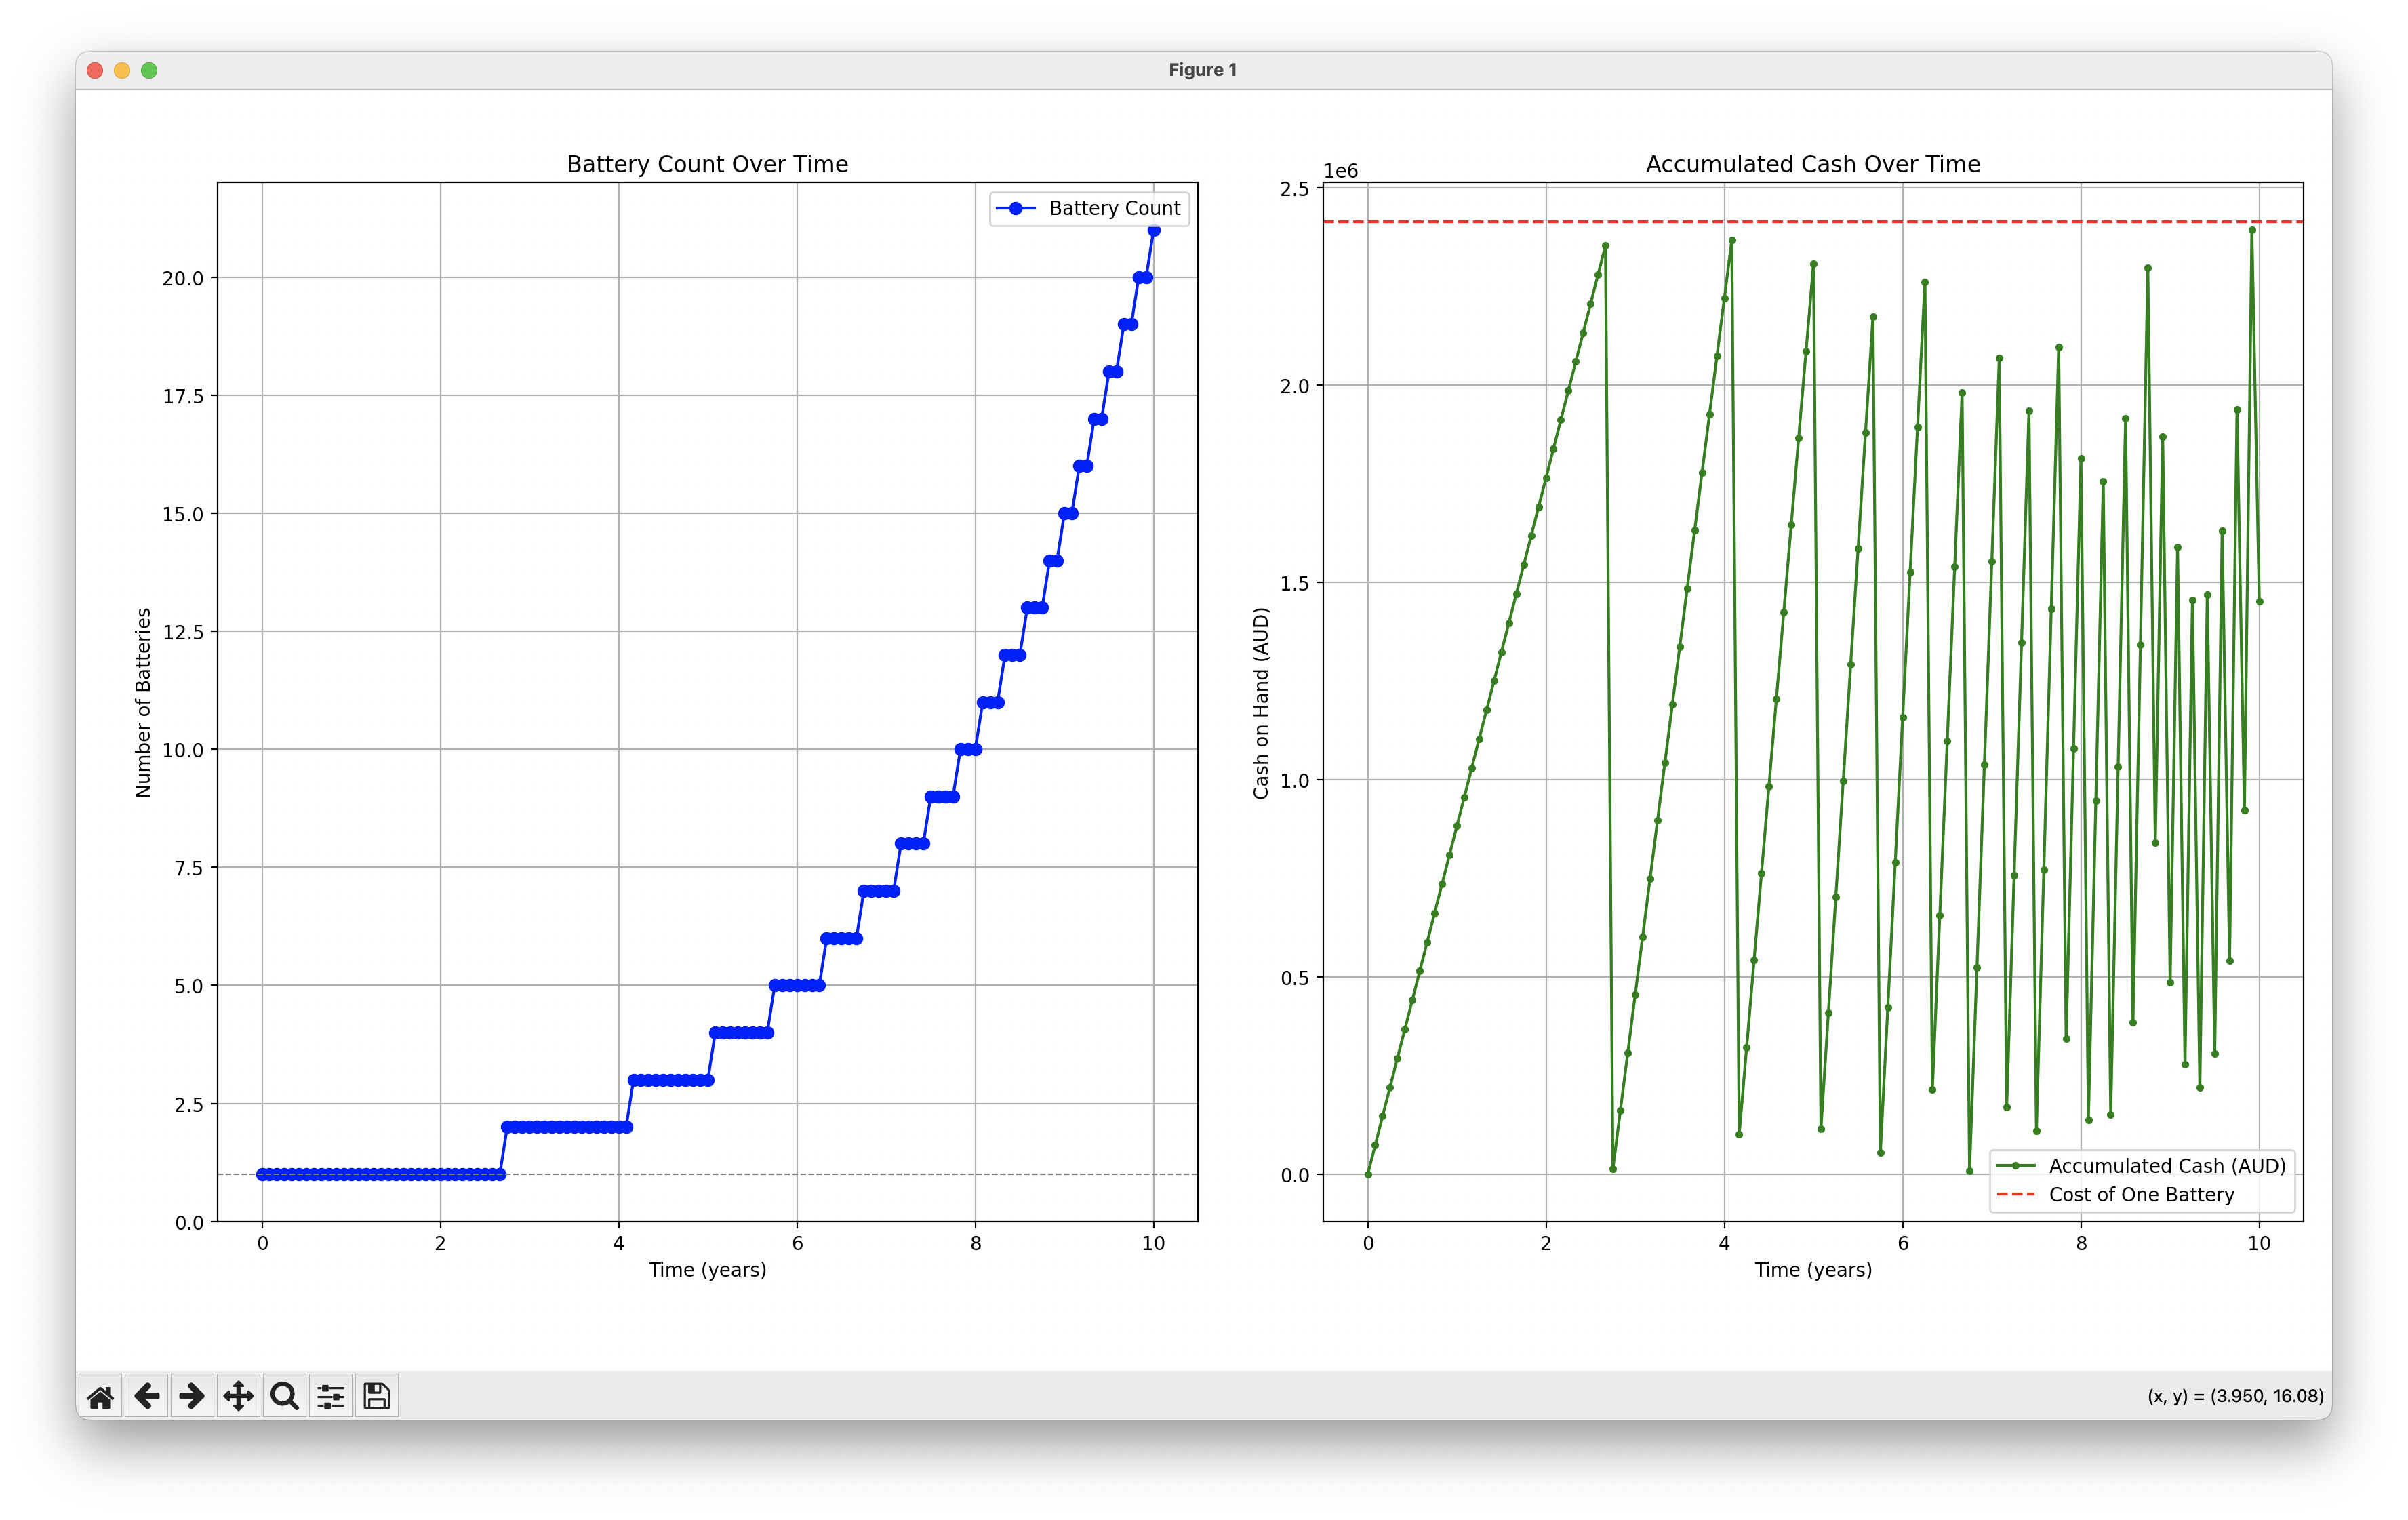 Figure 1
Battery Count Over Time
Battery Count
20.0
17.5
15.0
12.5
10.0
7.5
5.0
2.5
0.0
Number of Batteries
0 2 4 6 8 10
Time (years)
Accumulated Cash Over Time
1e6
2.5
2.0
1.5
1.0
0.5
0.0
Cash on Hand (AUD)
Accumulated Cash (AUD)
Cost of One Battery
0 2 4 6 8 10
Time (years)
(x, y) = (3.950, 16.08)